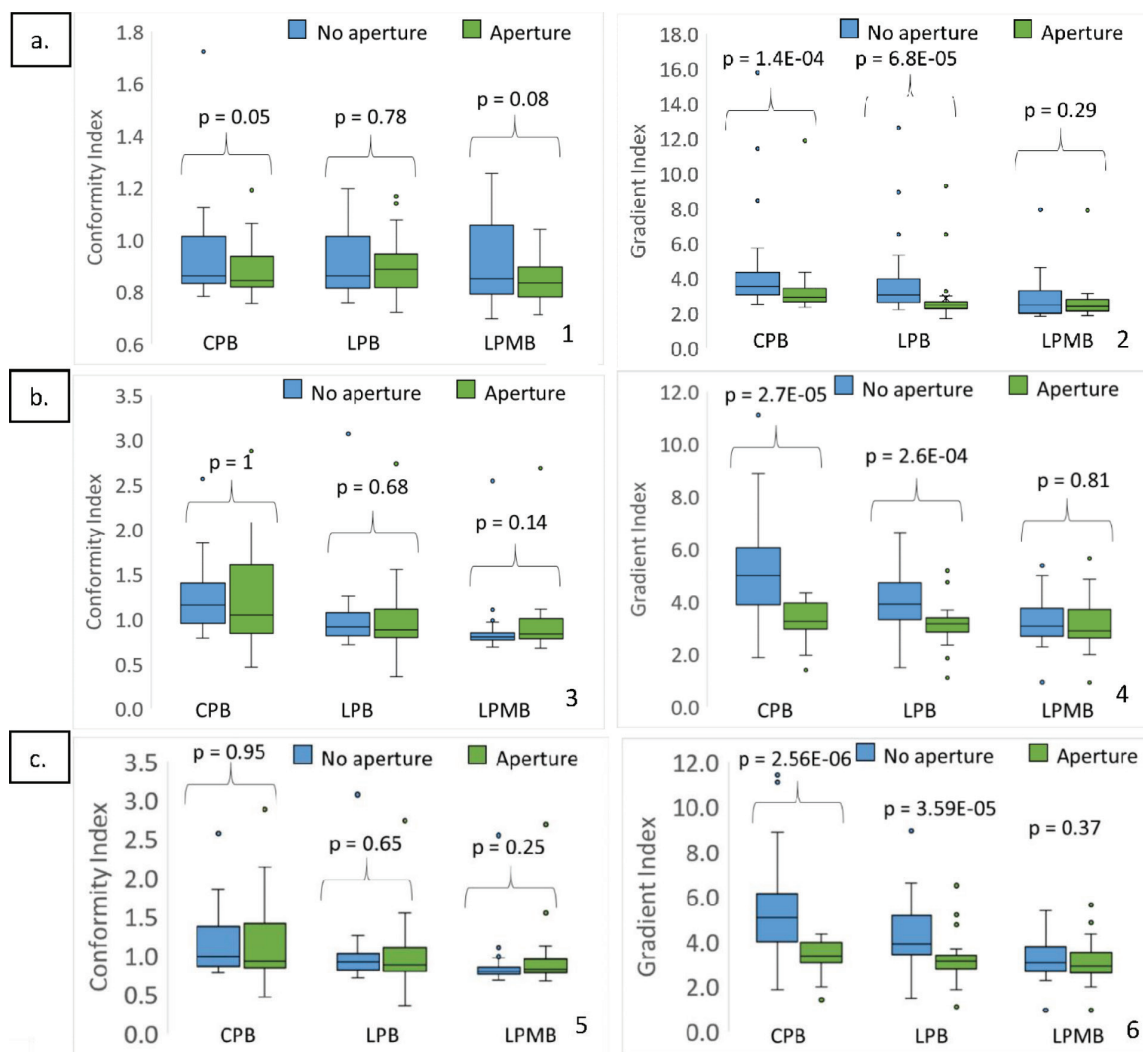 a.
No aperture Aperture
Conformity Index
1.8
1.6
1.4
1.2
1.0
0.8
0.6
p = 0.05
p = 0.78
p = 0.08
CPB LPB LPMB
1
No aperture Aperture
Gradient Index
18.0
16.0
14.0
12.0
10.0
8.0
6.0
4.0
2.0
0.0
p = 1.4E-04
p = 6.8E-05
p = 0.29
CPB LPB LPMB
2
b.
No aperture Aperture
Conformity Index
3.5
3.0
2.5
2.0
1.5
1.0
0.5
0.0
p = 1
p = 0.68
p = 0.14
CPB LPB LPMB
3
No aperture Aperture
Gradient Index
12.0
10.0
8.0
6.0
4.0
2.0
0.0
p = 2.7E-05
p = 2.6E-04
p = 0.81
CPB LPB LPMB
4
c.
No aperture Aperture
Conformity Index
3.5
3.0
2.5
2.0
1.5
1.0
0.5
0.0
p = 0.95
p = 0.65
p = 0.25
CPB LPB LPMB
5
No aperture Aperture
Gradient Index
12.0
10.0
8.0
6.0
4.0
2.0
0.0
p = 2.56E-06
p = 3.59E-05
p = 0.37
CPB LPB LPMB
6